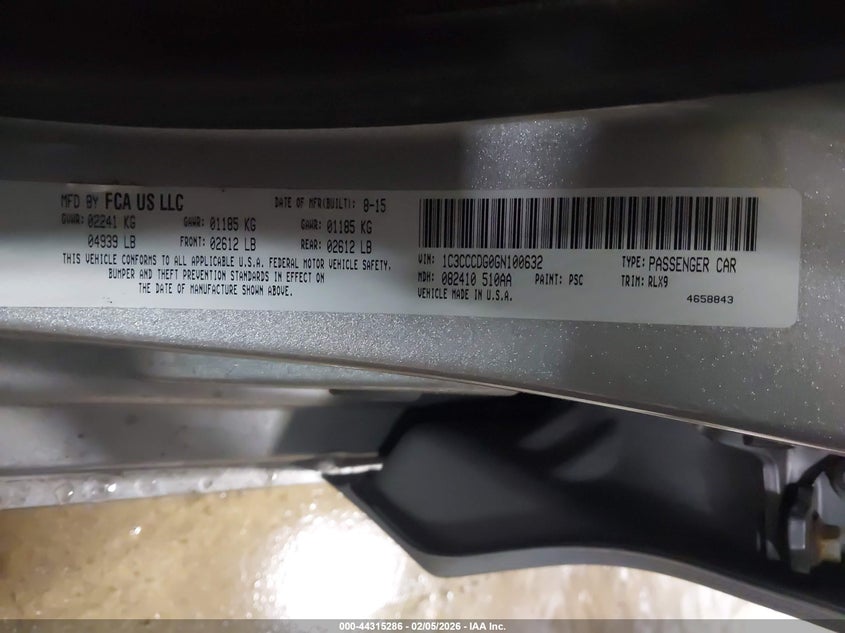 MFD BY FCA US LLC
DATE OF MFR(BUILT): 8-15
GVWR: 02241 KG GAWR: 01185 KG GAWR: 01185 KG
04939 LB FRONT: 02612 LB REAR: 02612 LB
THIS VEHICLE CONFORMS TO ALL APPLICABLE U.S.A. FEDERAL MOTOR VEHICLE SAFETY,
BUMPER AND THEFT PREVENTION STANDARDS IN EFFECT ON
THE DATE OF MANUFACTURE SHOWN ABOVE.
VIN: 1C3CCCDG0GN100632 TYPE: PASSENGER CAR
MDH: 082410 510AA PAINT: PSC TRIM: RLX9
VEHICLE MADE IN U.S.A.
4658843
000-44315286 - 02/05/2026 - IAA Inc.